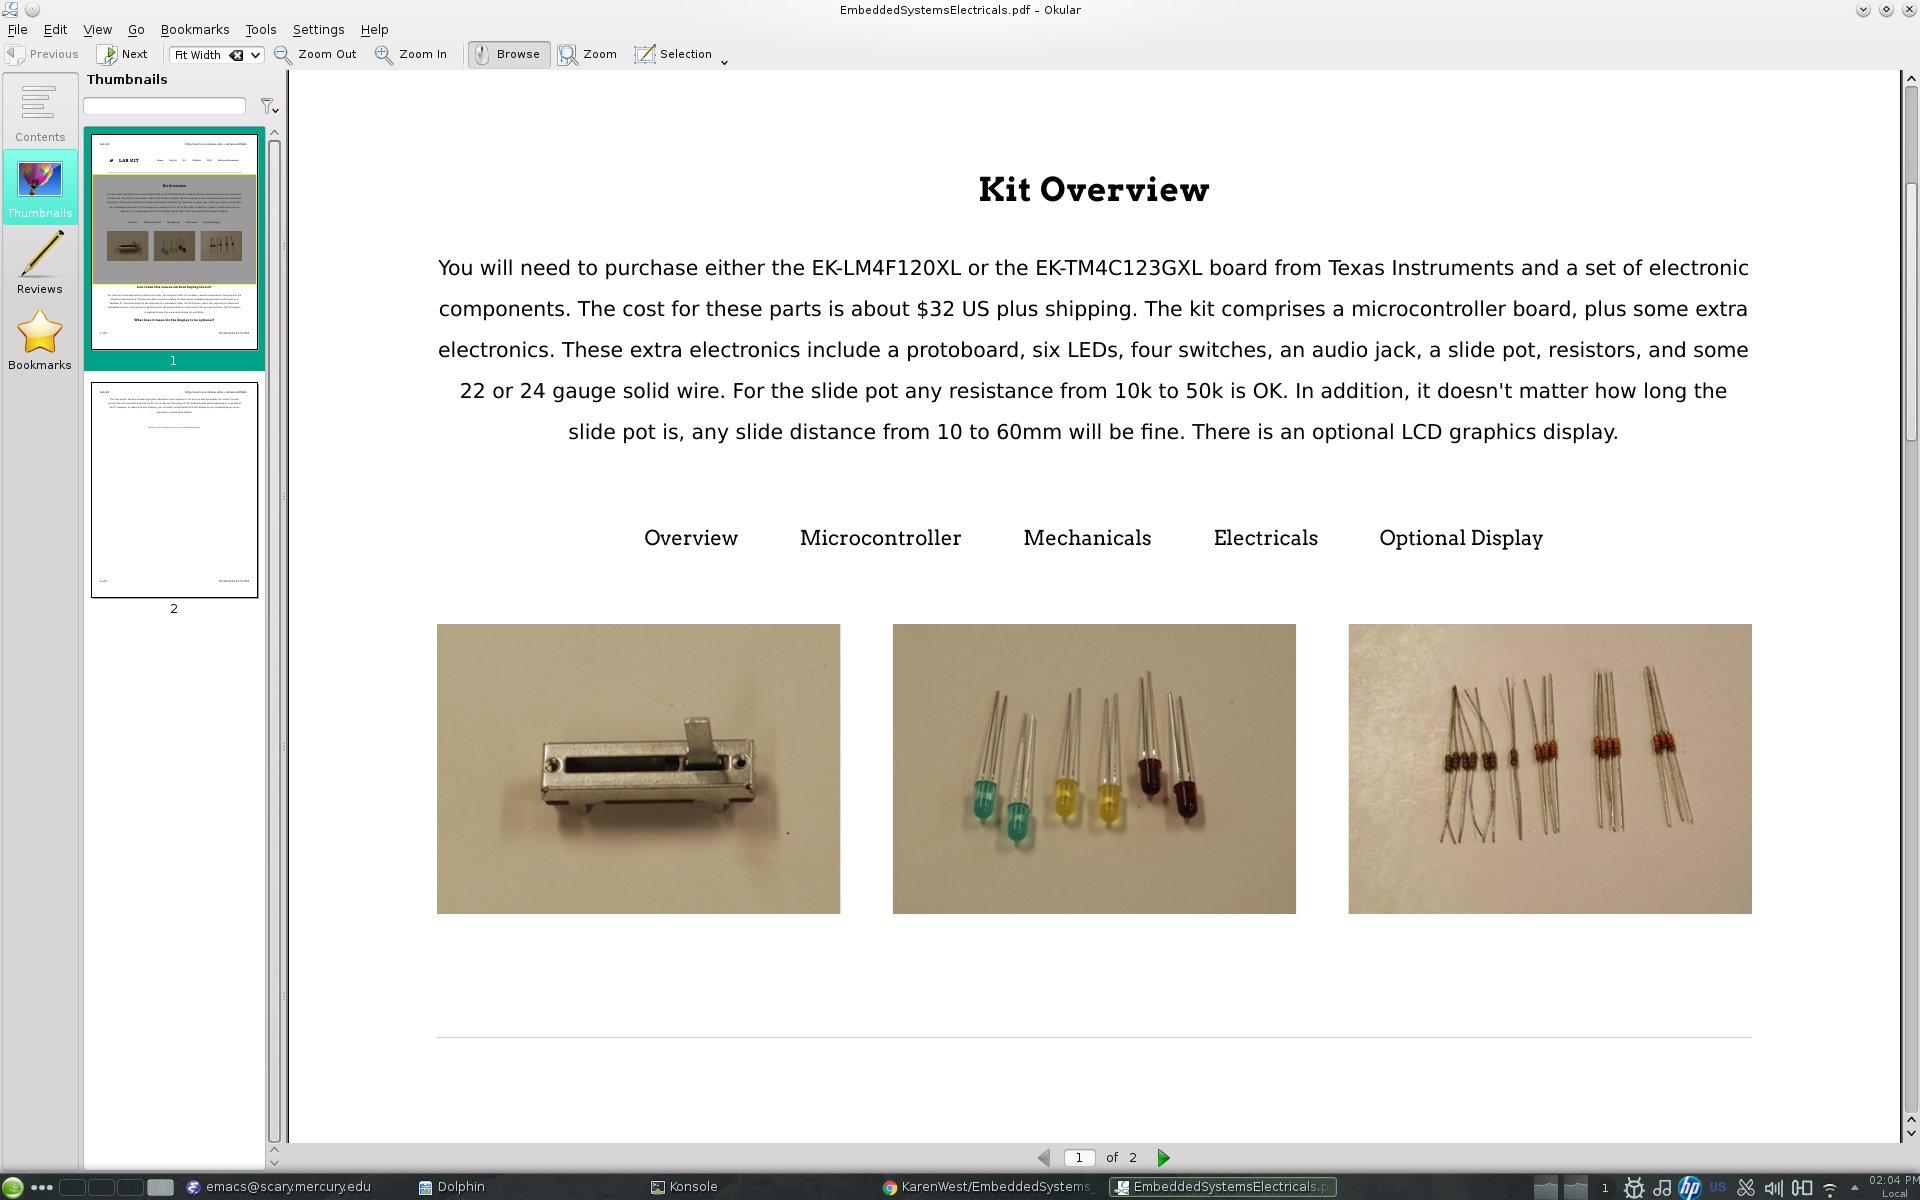 EmbeddedSystemsElectricals.pdf – Okular
File Edit View Go Bookmarks Tools Settings Help
Previous Next Fit Width Zoom Out Zoom In Browse Zoom Selection
Thumbnails
Contents
Thumbnails
Reviews
Bookmarks
LAB KIT
Kit Overview
1
2
Kit Overview
You will need to purchase either the EK-LM4F120XL or the EK-TM4C123GXL board from Texas Instruments and a set of electronic
components. The cost for these parts is about $32 US plus shipping. The kit comprises a microcontroller board, plus some extra
electronics. These extra electronics include a protoboard, six LEDs, four switches, an audio jack, a slide pot, resistors, and some
22 or 24 gauge solid wire. For the slide pot any resistance from 10k to 50k is OK. In addition, it doesn't matter how long the
slide pot is, any slide distance from 10 to 60mm will be fine. There is an optional LCD graphics display.
Overview Microcontroller Mechanicals Electricals Optional Display
1 of 2
emacs@scary.mercury.edu Dolphin Konsole KarenWest/EmbeddedSystems EmbeddedSystemsElectricals.p 1 hp US 02:04 PM
Local